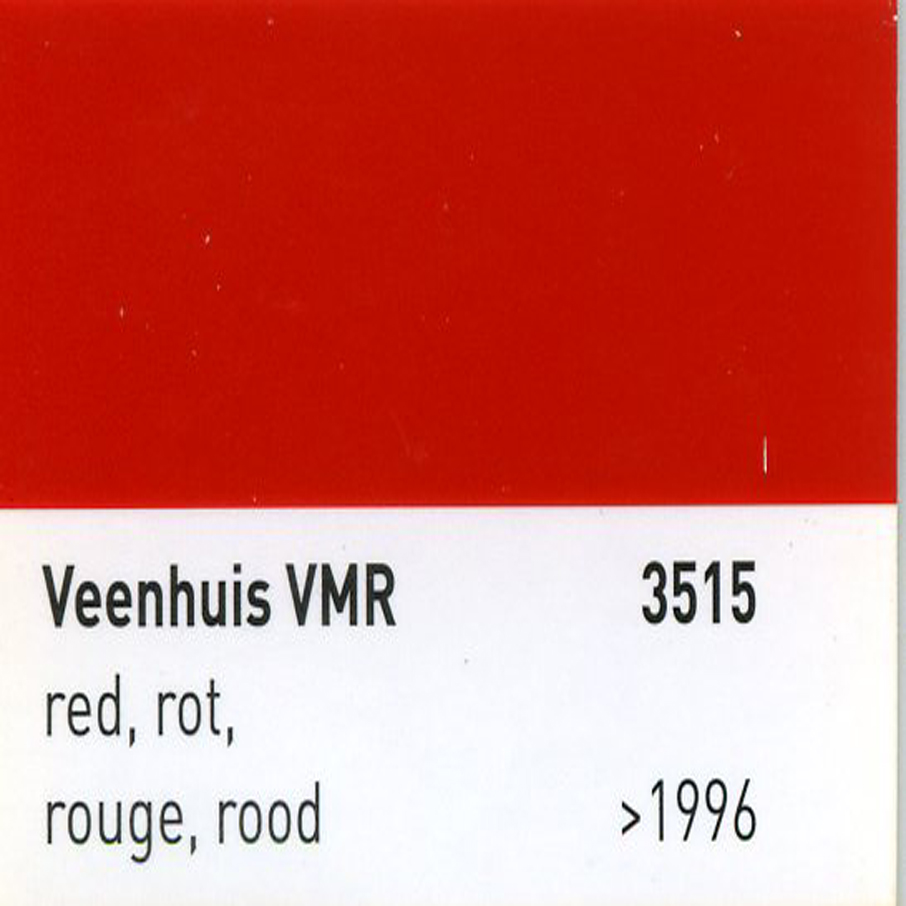 Veenhuis VMR 3515
red, rot,
rouge, rood >1996